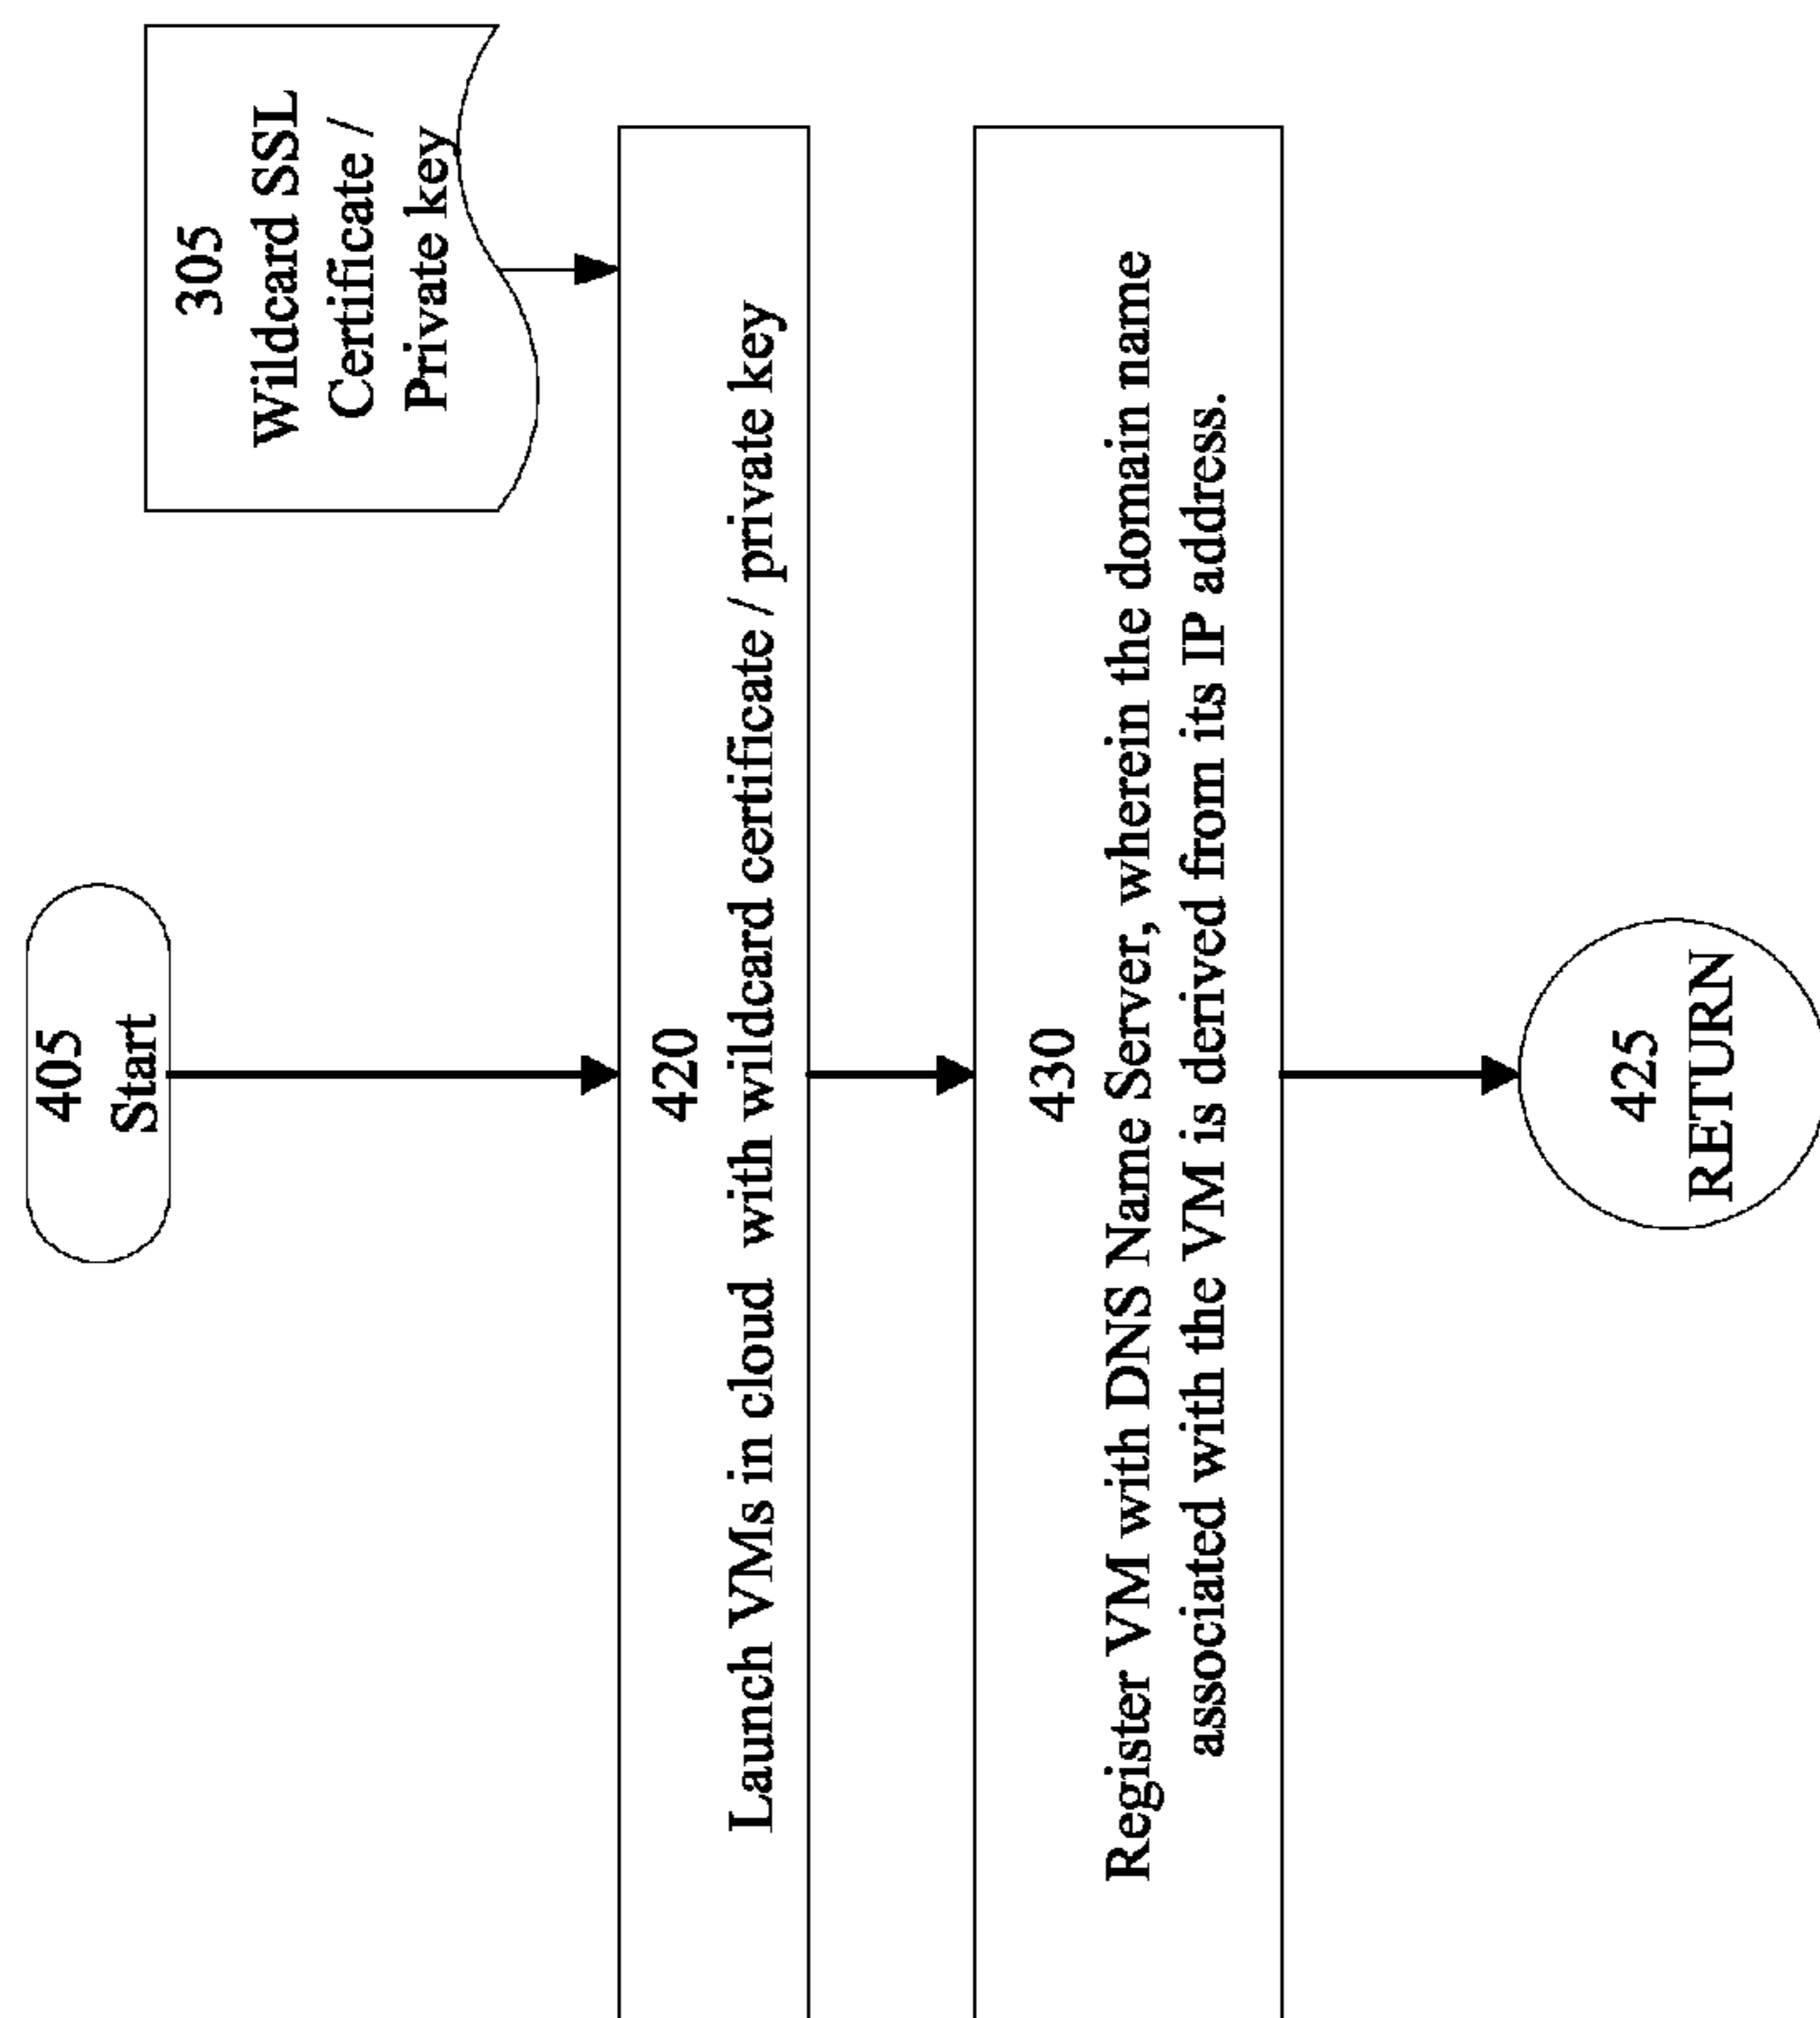 405
Start
305
Wildcard SSL
Certificate /
Private key
420
Launch VMs in cloud with wildcard certificate / private key
430
Register VM with DNS Name Server, wherein the domain name
associated with the VM is derived from its IP address.
425
RETURN